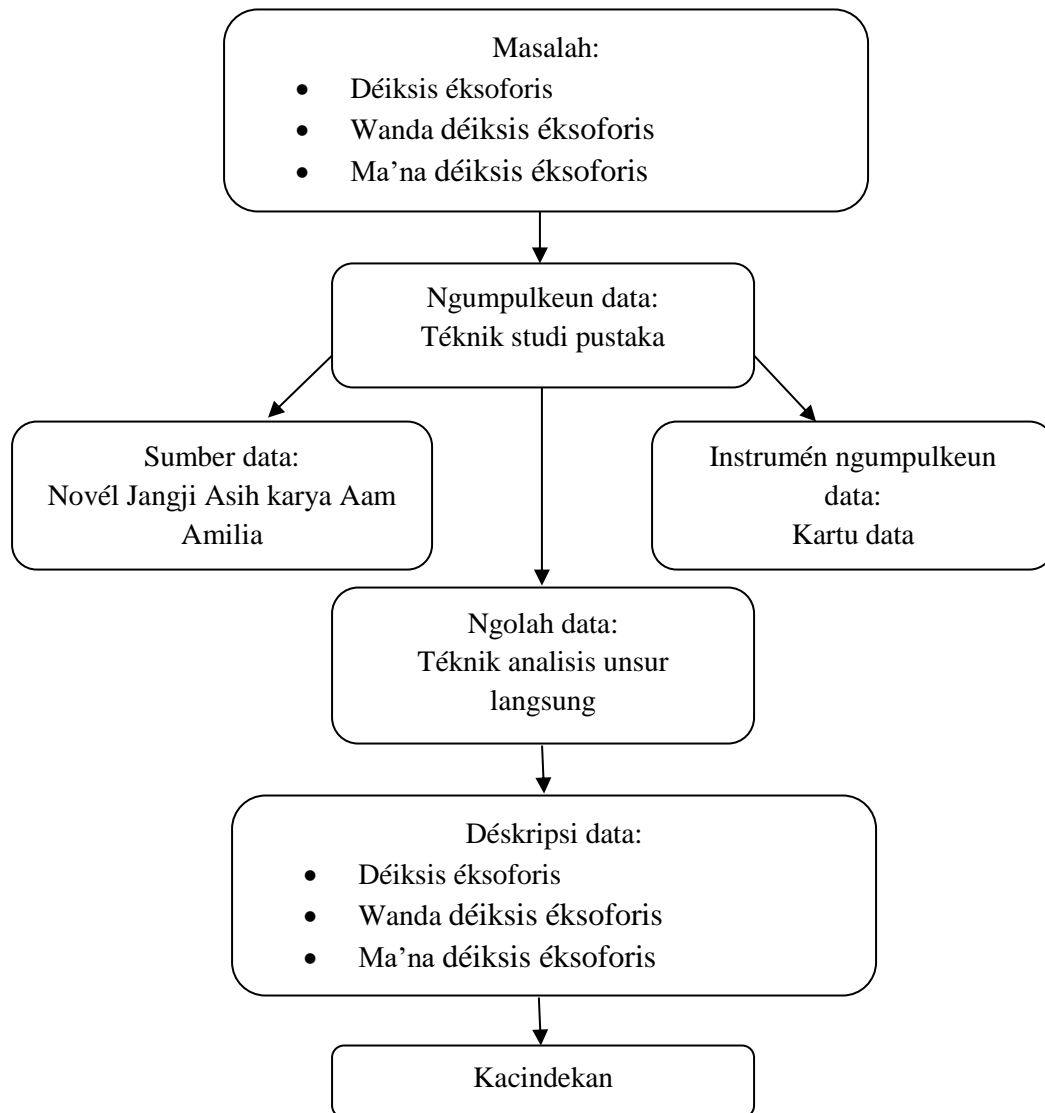 Masalah:
• Déiksis éksoforis
• Wanda déiksis éksoforis
• Ma’na déiksis éksoforis
Ngumpulkeun data:
Téknik studi pustaka
Sumber data:
Novél Jangji Asih karya Aam
Amilia
Instrumén ngumpulkeun
data:
Kartu data
Ngolah data:
Téknik analisis unsur
langsung
Déskripsi data:
• Déiksis éksoforis
• Wanda déiksis éksoforis
• Ma’na déiksis éksoforis
Kacindekan